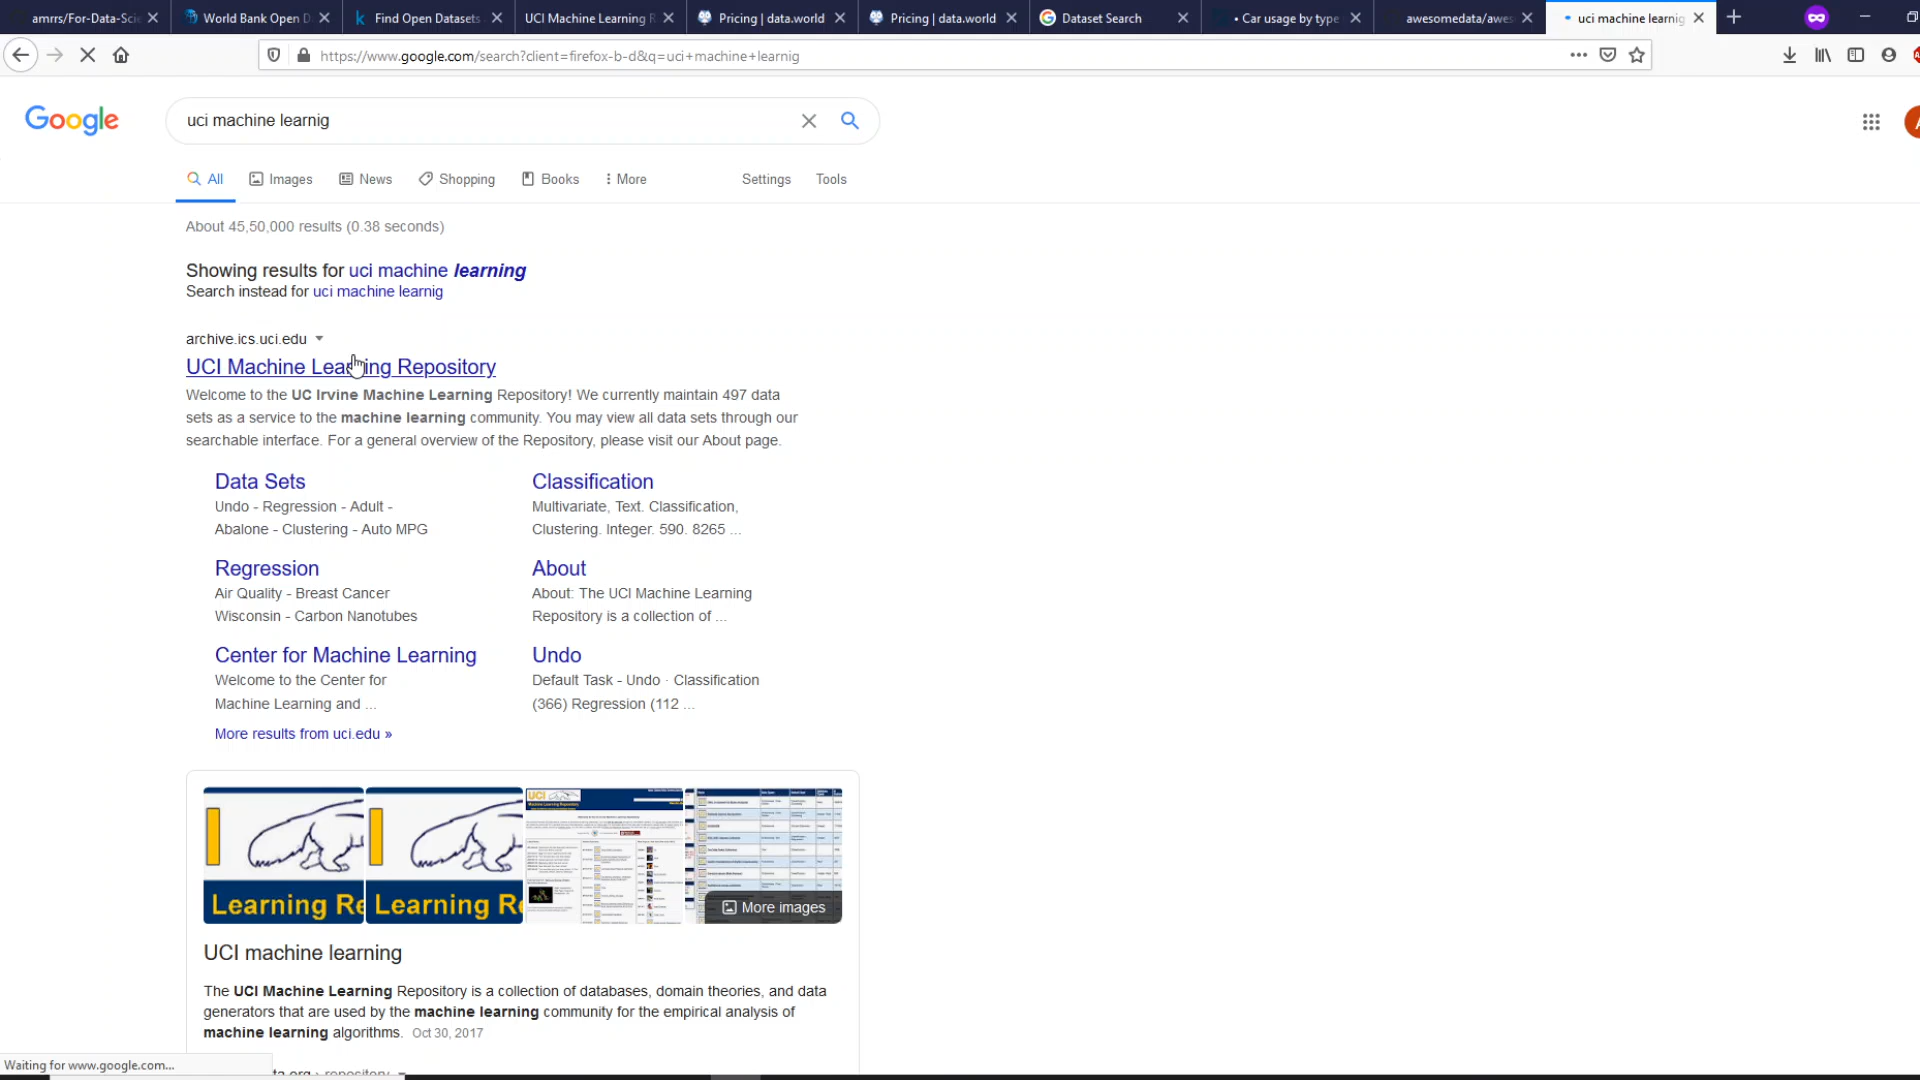 amrrs/For-Data-Scie
World Bank Open D
Find Open Datasets
UCI Machine Learning R
Pricing | data.world
Pricing | data.world
Dataset Search
• Car usage by type
awesomedata/awes
uci machine learnig
https://www.google.com/search?client=firefox-b-d&q=uci+machine+learnig
Google
uci machine learnig
All
Images
News
Shopping
Books
More
Settings
Tools
About 45,50,000 results (0.38 seconds)
Showing results for uci machine learning
Search instead for uci machine learnig
archive.ics.uci.edu
UCI Machine Learning Repository
Welcome to the UC Irvine Machine Learning Repository! We currently maintain 497 data
sets as a service to the machine learning community. You may view all data sets through our
searchable interface. For a general overview of the Repository, please visit our About page.
Data Sets
Undo - Regression - Adult -
Abalone - Clustering - Auto MPG
Classification
Multivariate, Text. Classification,
Clustering. Integer. 590. 8265 ...
Regression
Air Quality - Breast Cancer
Wisconsin - Carbon Nanotubes
About
About: The UCI Machine Learning
Repository is a collection of ...
Center for Machine Learning
Welcome to the Center for
Machine Learning and ...
Undo
Default Task - Undo · Classification
(366) Regression (112 ...
More results from uci.edu »
Learning Re
Learning Re
UCI
More images
UCI machine learning
The UCI Machine Learning Repository is a collection of databases, domain theories, and data
generators that are used by the machine learning community for the empirical analysis of
machine learning algorithms. Oct 30, 2017
Waiting for www.google.com...